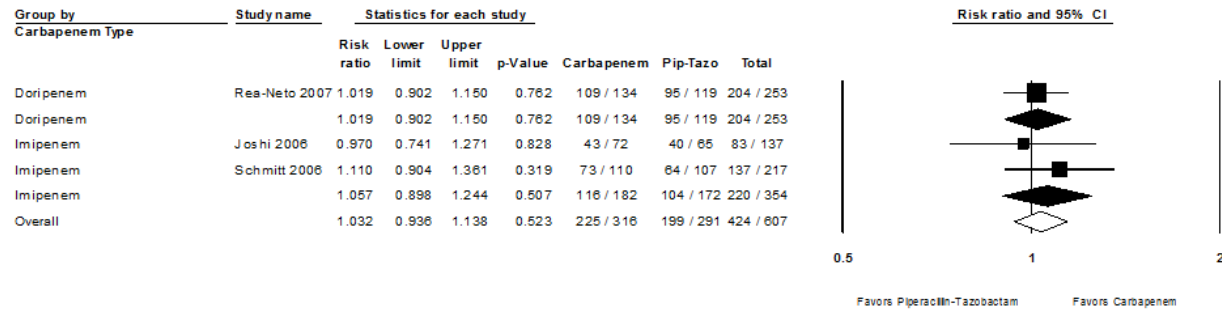 Group by Study name Statistics for each study Risk ratio and 95% CI
Carbapenem Type
Risk Lower Upper
ratio limit limit p-Value Carbapenem Pip-Tazo Total
Doripenem Rea-Neto 2007 1.019 0.902 1.150 0.762 109 / 134 95 / 119 204 / 253
Doripenem 1.019 0.902 1.150 0.762 109 / 134 95 / 119 204 / 253
Imipenem Joshi 2006 0.970 0.741 1.271 0.828 43 / 72 40 / 65 83 / 137
Imipenem Schmitt 2006 1.110 0.904 1.361 0.319 73 / 110 64 / 107 137 / 217
Imipenem 1.057 0.898 1.244 0.507 116 / 182 104 / 172 220 / 354
Overall 1.032 0.936 1.138 0.523 225 / 316 199 / 291 424 / 607
0.5 1 2
Favors Piperacillin-Tazobactam Favors Carbapenem